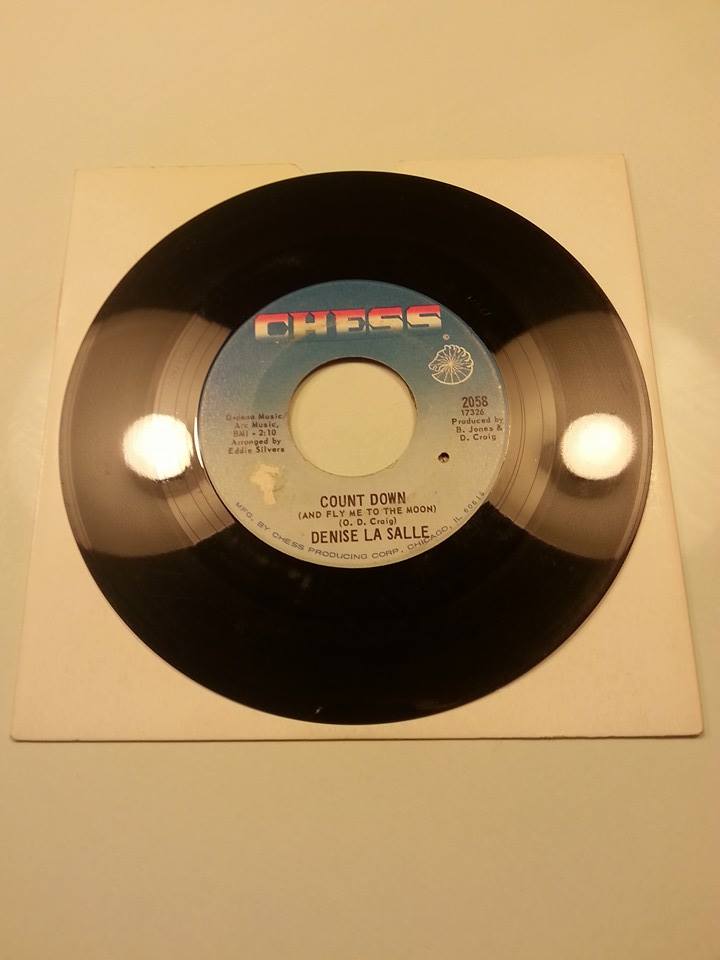 CHESS
©
2058
17326
Produced by
B. Jones &
D. Craig
Music,
Arc Music,
BMI - 2:10
Arranged by
Eddie Silvers
COUNT DOWN
(AND FLY ME TO THE MOON)
(O. D. Craig)
DENISE LA SALLE
MFG. BY CHESS PRODUCING CORP., CHICAGO, IL 60616